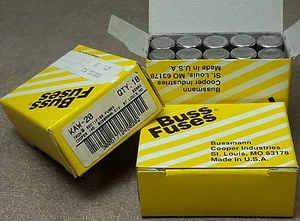 Bussmann
Cooper Industries
St. Louis, MO 63178
Made in U.S.A.
KAW-20
QTY. 10
Buss
Fuses
Buss
Fuses
Bussmann
Cooper Industries
St. Louis, MO 63178
Made in U.S.A.